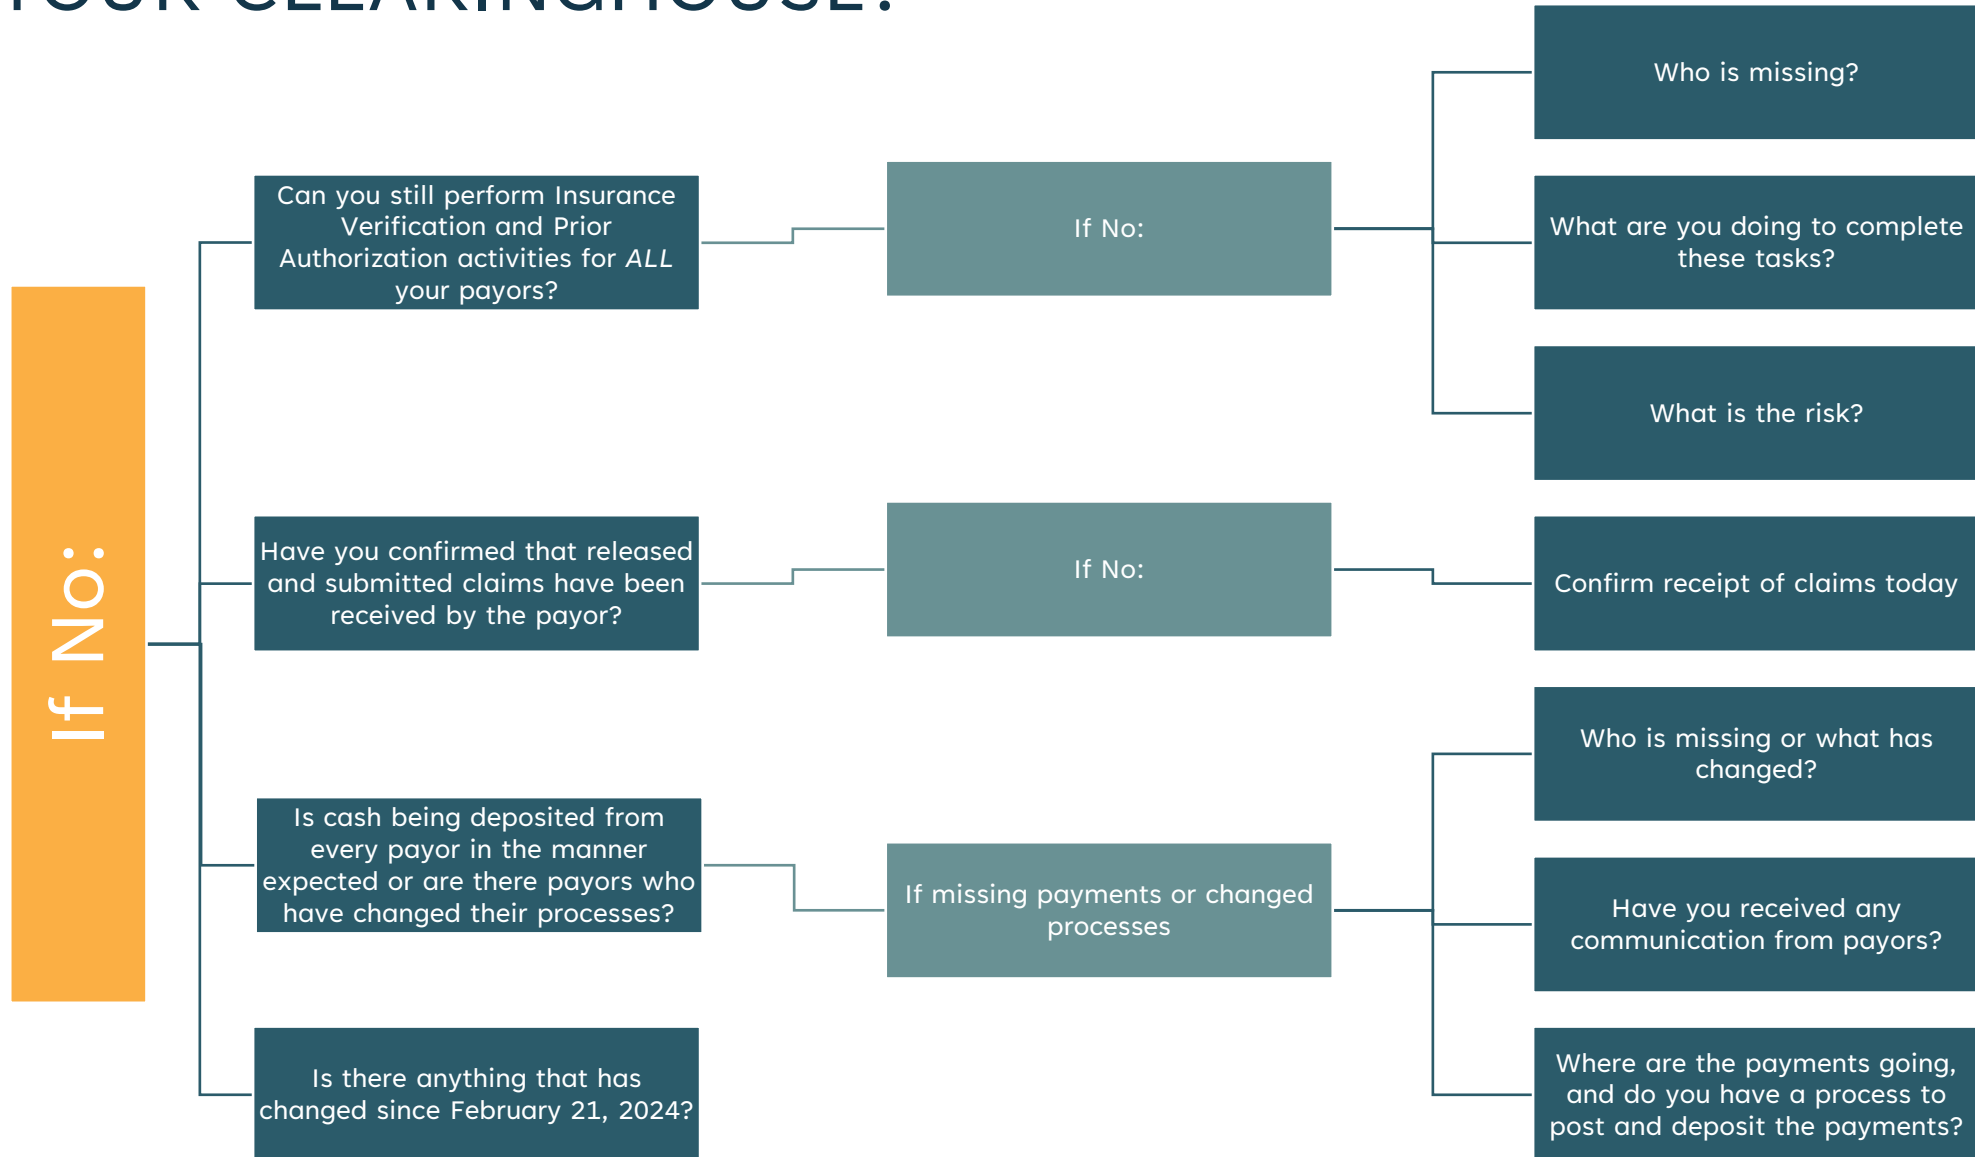 YOUR CLEARINGHOUSE?
If No:
Can you still perform Insurance
Verification and Prior
Authorization activities for ALL
your payors?
If No:
Who is missing?
What are you doing to complete
these tasks?
What is the risk?
Have you confirmed that released
and submitted claims have been
received by the payor?
If No:
Confirm receipt of claims today
Is cash being deposited from
every payor in the manner
expected or are there payors who
have changed their processes?
If missing payments or changed
processes
Who is missing or what has
changed?
Have you received any
communication from payors?
Where are the payments going,
and do you have a process to
post and deposit the payments?
Is there anything that has
changed since February 21, 2024?